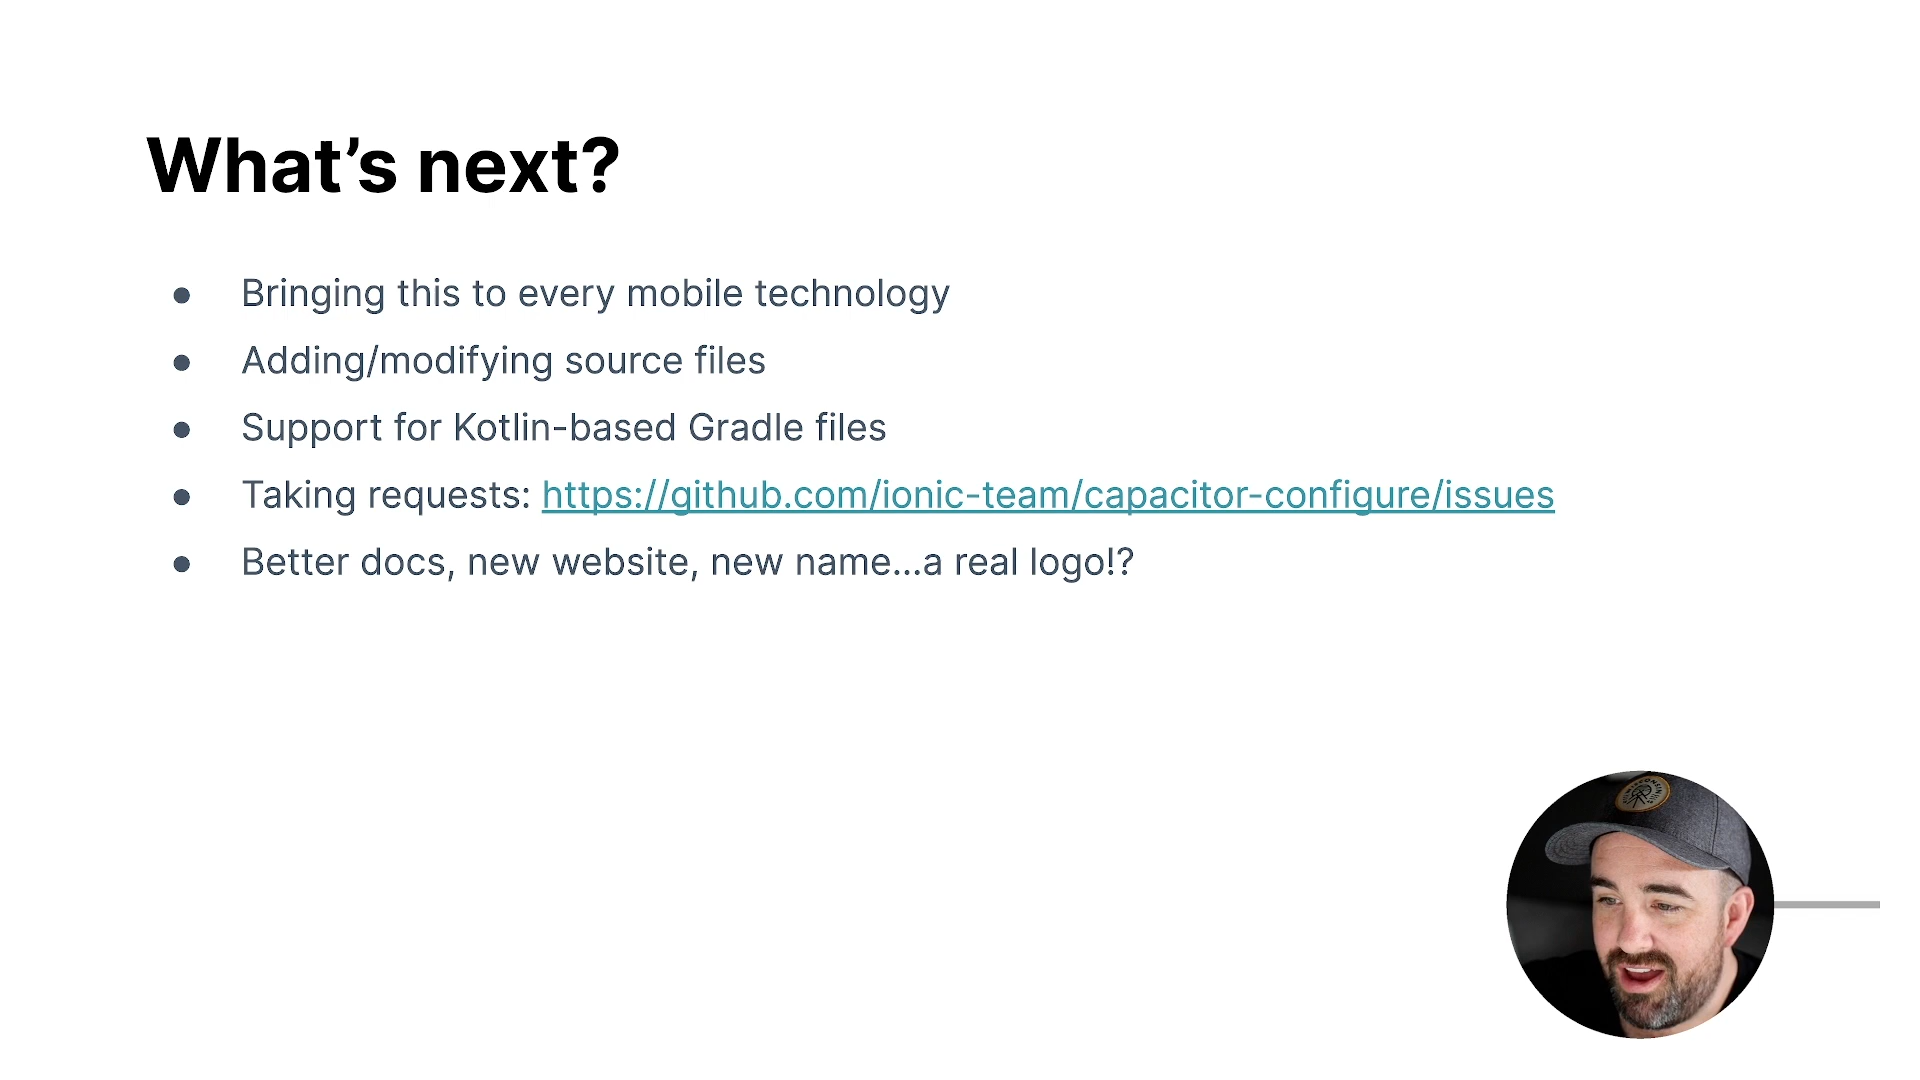 What’s next?
● Bringing this to every mobile technology
● Adding/modifying source files
● Support for Kotlin-based Gradle files
● Taking requests: https://github.com/ionic-team/capacitor-configure/issues
● Better docs, new website, new name...a real logo!?
WISCONSIN